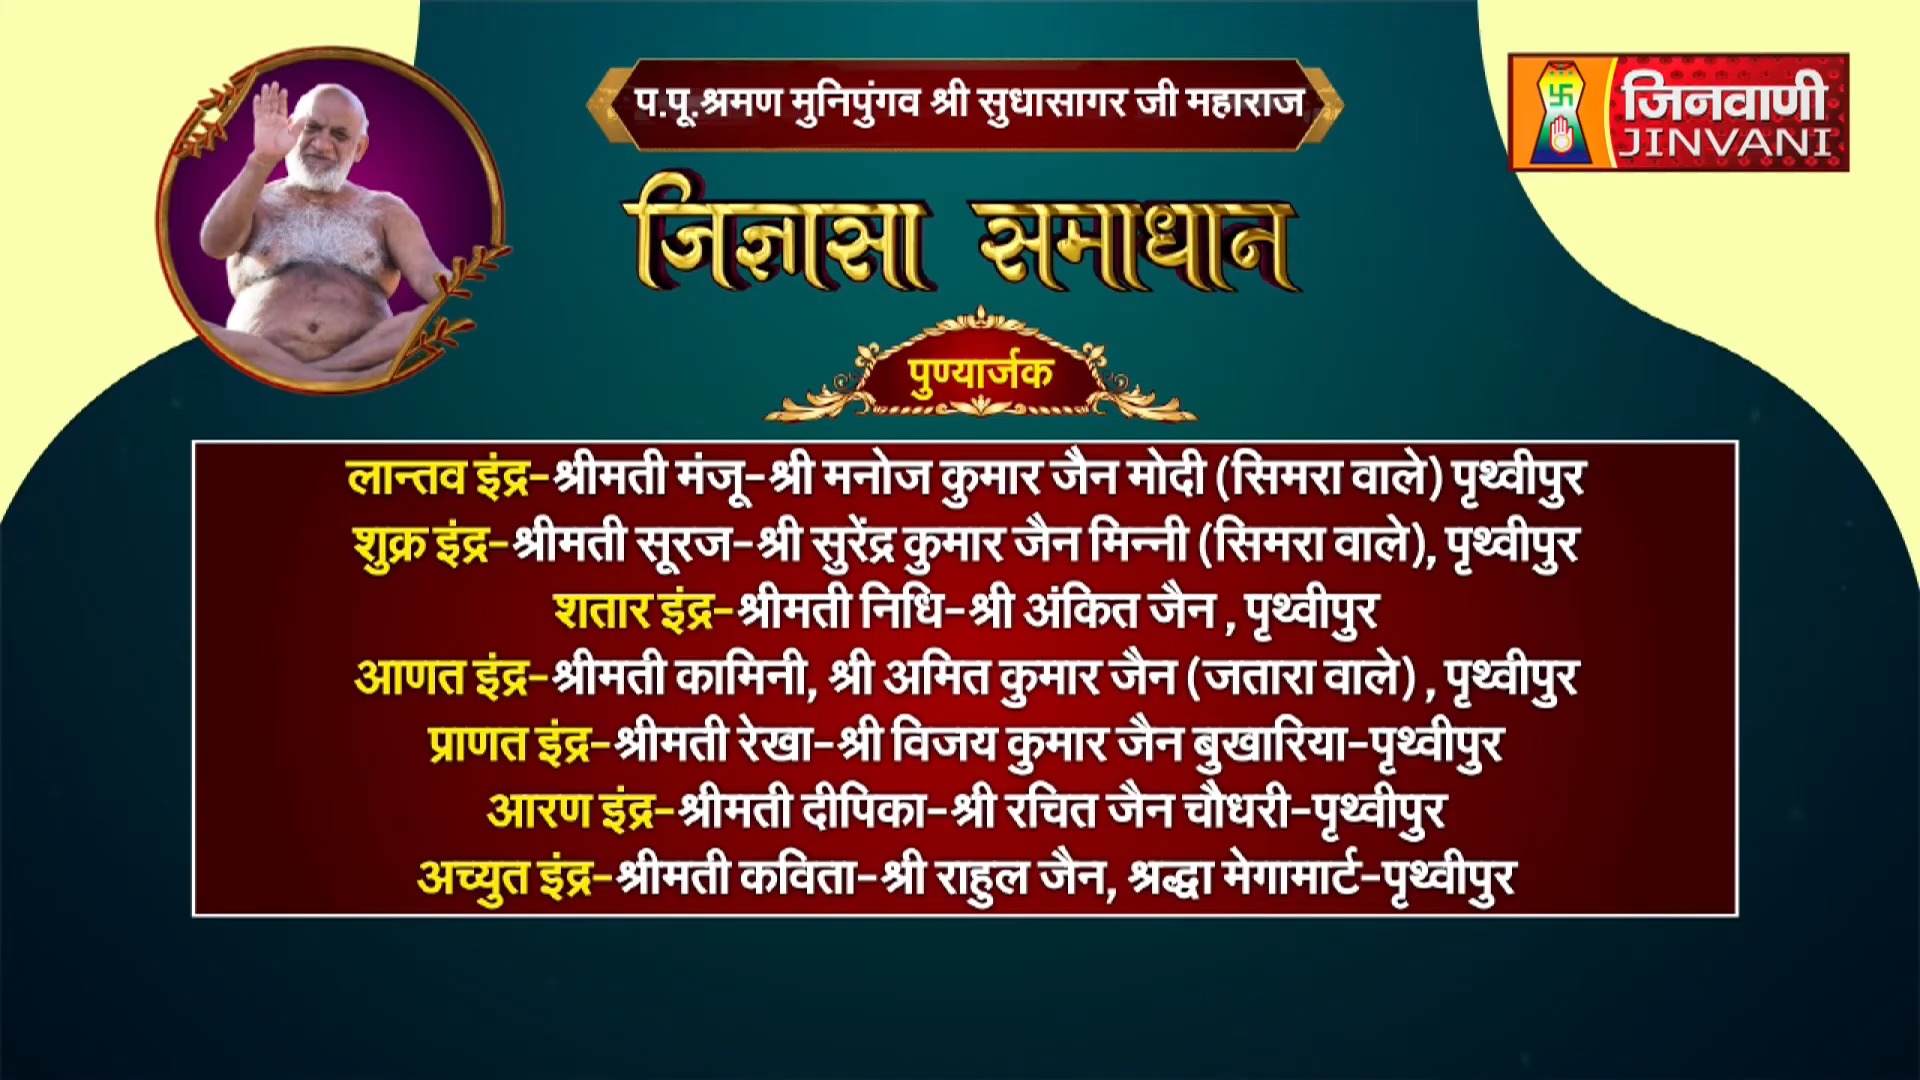 प.पू.श्रमण मुनिपुंगव श्री सुधासागर जी महाराज
जिनवाणी
JINVANI
जिज्ञासा समाधान
पुण्यार्जक
लान्तव इंद्र-श्रीमती मंजू-श्री मनोज कुमार जैन मोदी (सिमरा वाले) पृथ्वीपुर
शुक्र इंद्र-श्रीमती सूरज-श्री सुरेंद्र कुमार जैन मिन्नी (सिमरा वाले), पृथ्वीपुर
शतार इंद्र-श्रीमती निधि-श्री अंकित जैन , पृथ्वीपुर
आणत इंद्र-श्रीमती कामिनी, श्री अमित कुमार जैन (जतारा वाले) , पृथ्वीपुर
प्राणत इंद्र-श्रीमती रेखा-श्री विजय कुमार जैन बुखारिया-पृथ्वीपुर
आरण इंद्र-श्रीमती दीपिका-श्री रचित जैन चौधरी-पृथ्वीपुर
अच्युत इंद्र-श्रीमती कविता-श्री राहुल जैन, श्रद्धा मेगामार्ट-पृथ्वीपुर